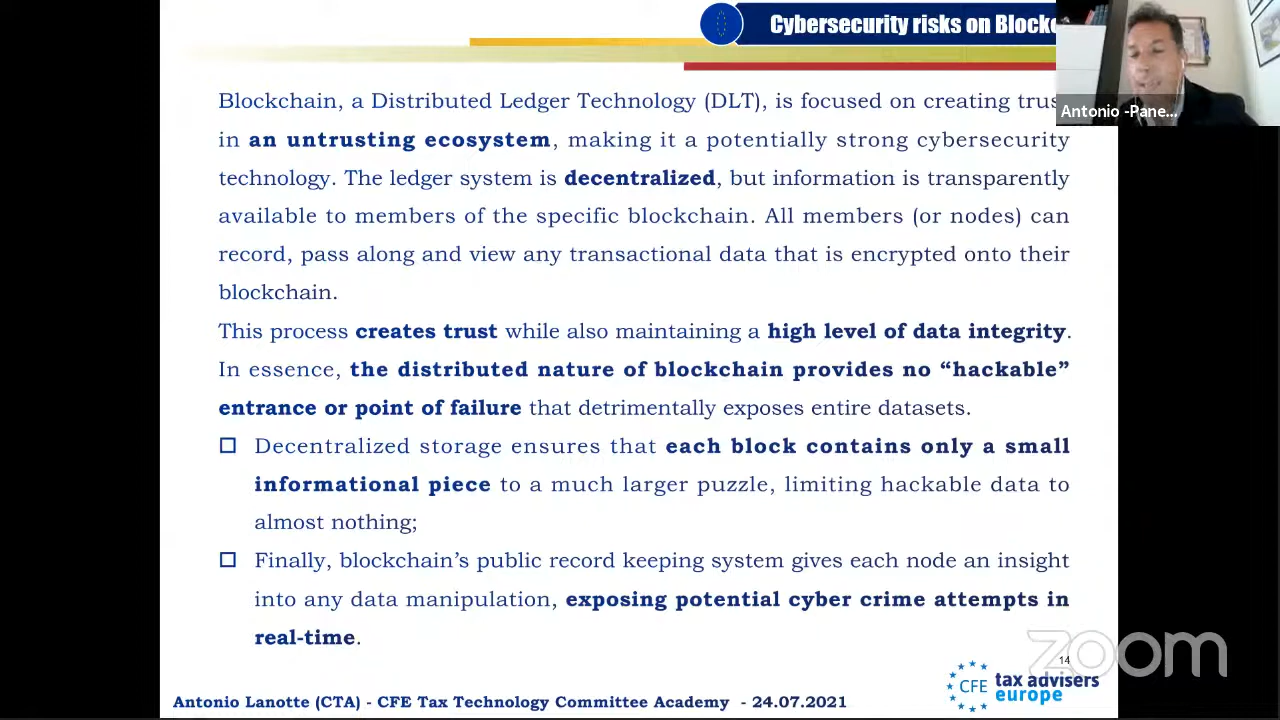 Cybersecurity risks on Blockc
Antonio -Pane...
Blockchain, a Distributed Ledger Technology (DLT), is focused on creating trus
in an untrusting ecosystem, making it a potentially strong cybersecurity
technology. The ledger system is decentralized, but information is transparently
available to members of the specific blockchain. All members (or nodes) can
record, pass along and view any transactional data that is encrypted onto their
blockchain.
This process creates trust while also maintaining a high level of data integrity.
In essence, the distributed nature of blockchain provides no “hackable”
entrance or point of failure that detrimentally exposes entire datasets.
Decentralized storage ensures that each block contains only a small
informational piece to a much larger puzzle, limiting hackable data to
almost nothing;
Finally, blockchain’s public record keeping system gives each node an insight
into any data manipulation, exposing potential cyber crime attempts in
real-time.
zoom
14
CFE tax advisers
europe
Antonio Lanotte (CTA) - CFE Tax Technology Committee Academy - 24.07.2021